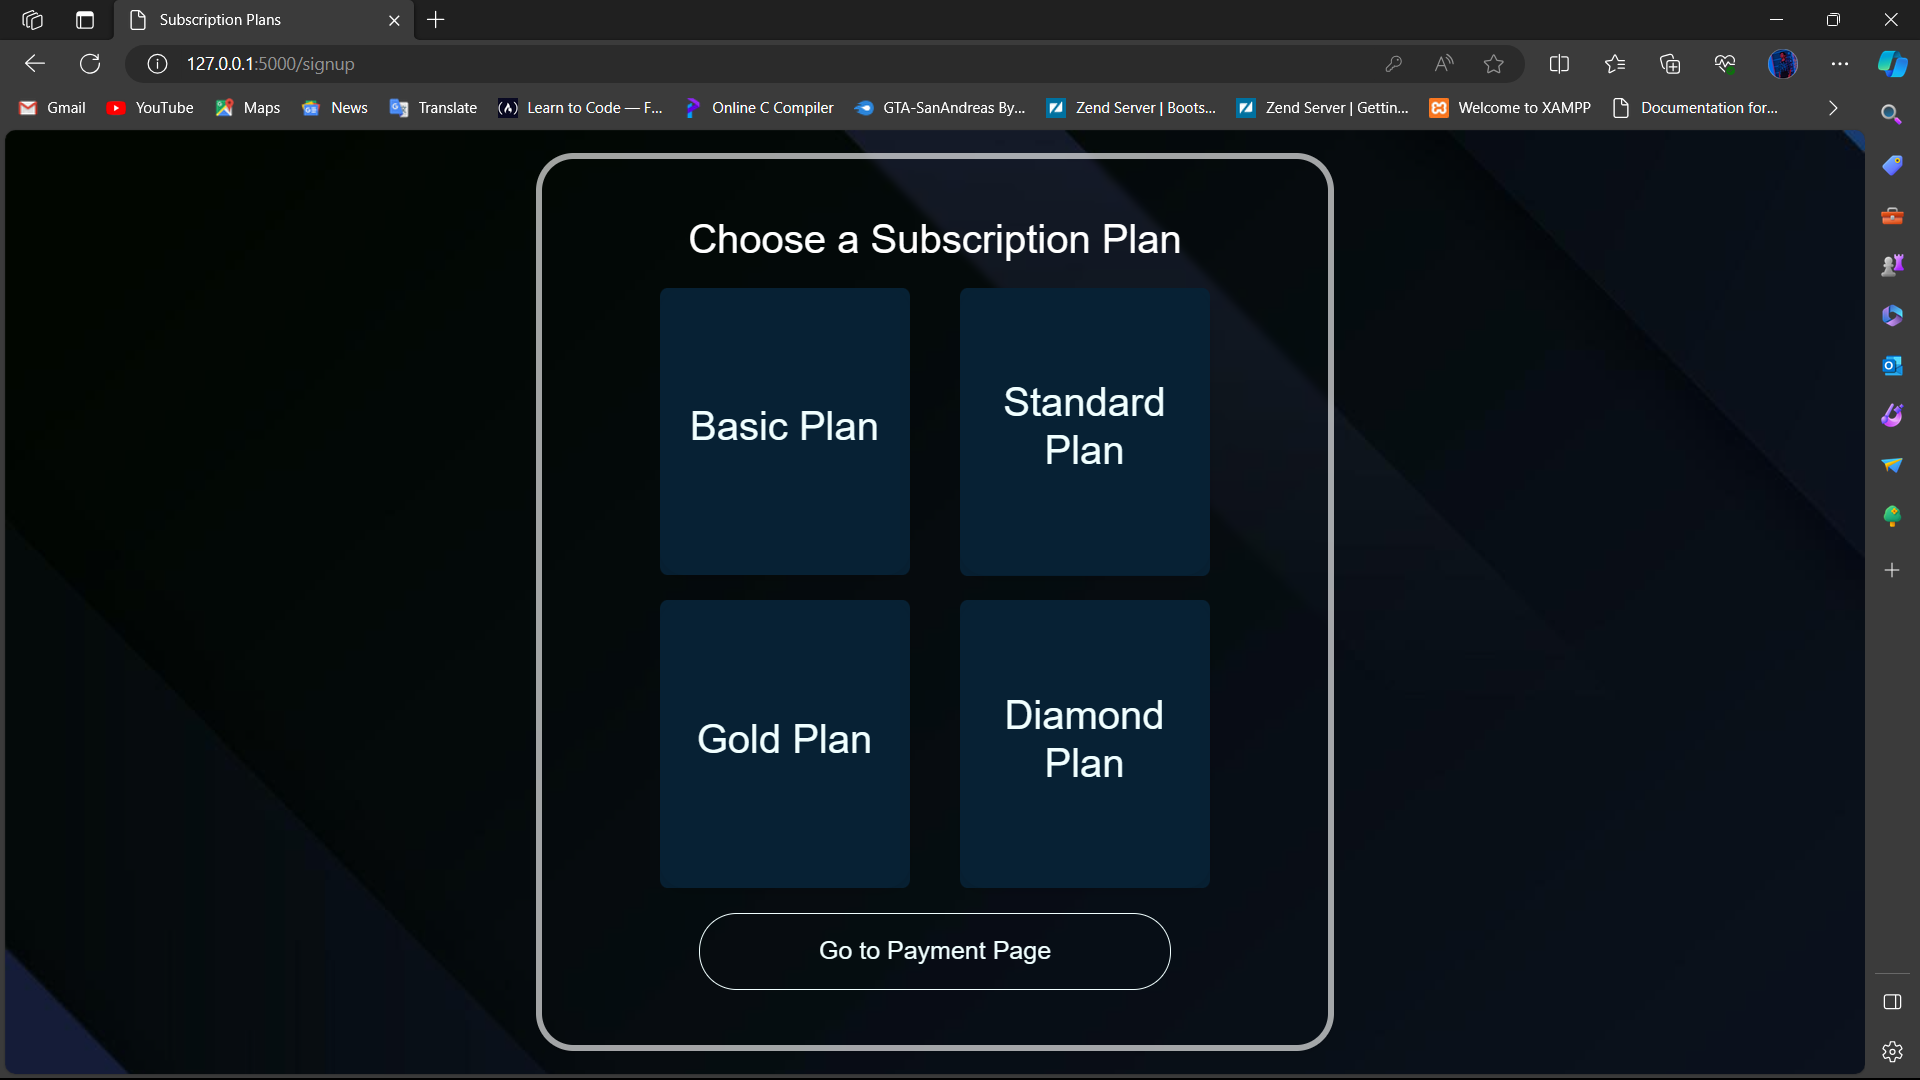 Subscription Plans
127.0.0.1:5000/signup
Gmail YouTube Maps News Translate Learn to Code — F... Online C Compiler GTA-SanAndreas By... Zend Server | Boots... Zend Server | Gettin... Welcome to XAMPP Documentation for...
Choose a Subscription Plan
Basic Plan
Standard
Plan
Gold Plan
Diamond
Plan
Go to Payment Page